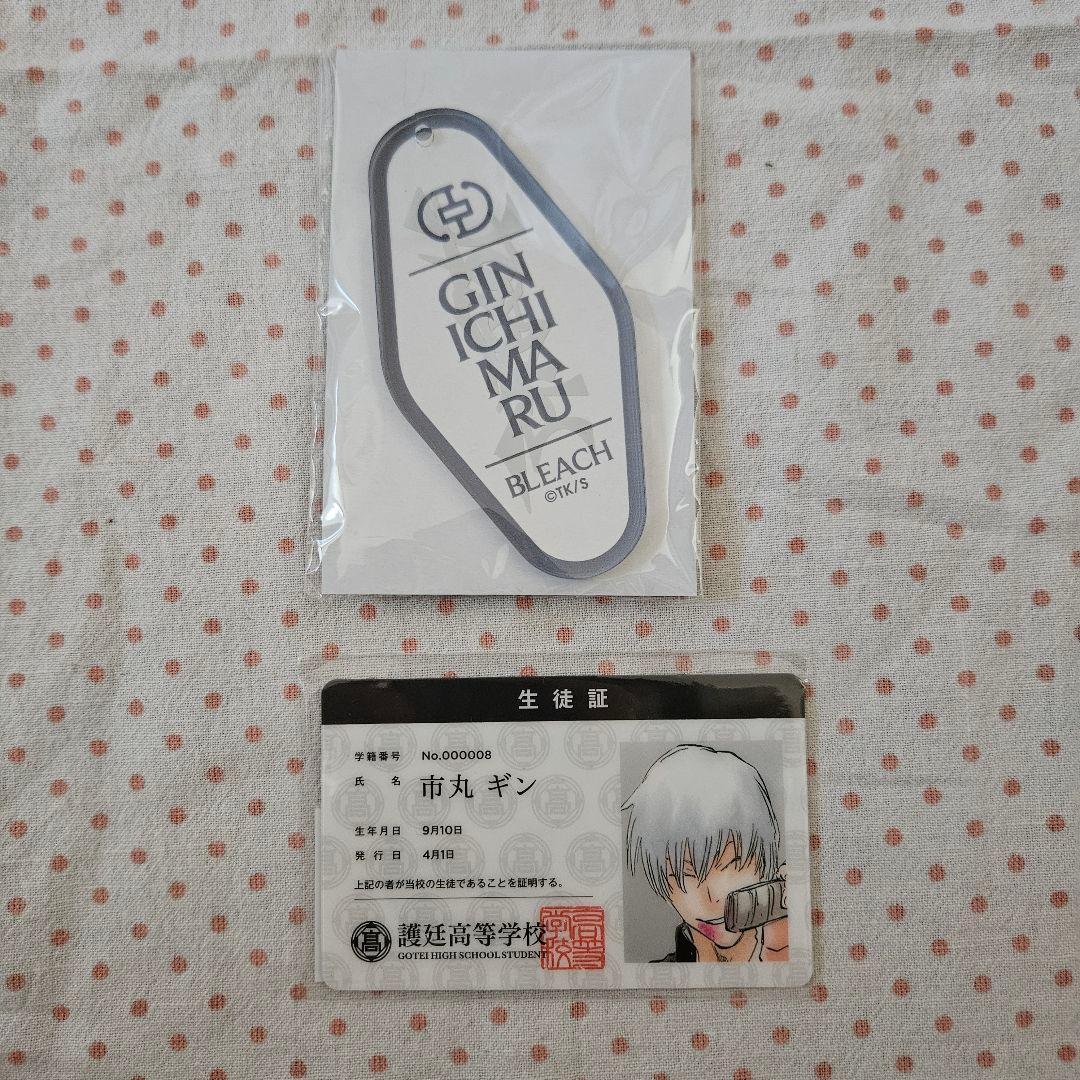 GIN
ICHI
MA
RU
BLEACH
©TK/S
生徒証
学籍番号 No.000008
氏名 市丸 ギン
生年月日 9月10日
発行日 4月1日
上記の者が当校の生徒であることを証明する。
高 護廷高等学校
GOTEI HIGH SCHOOL STUDENT